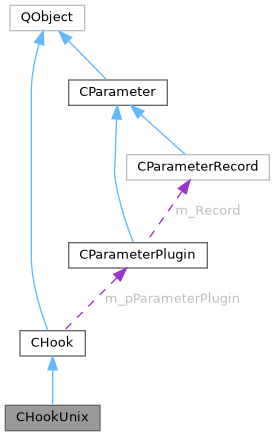 QObject
CParameter
CParameterRecord
m_Record
CParameterPlugin
m_pParameterPlugin
CHook
CHookUnix